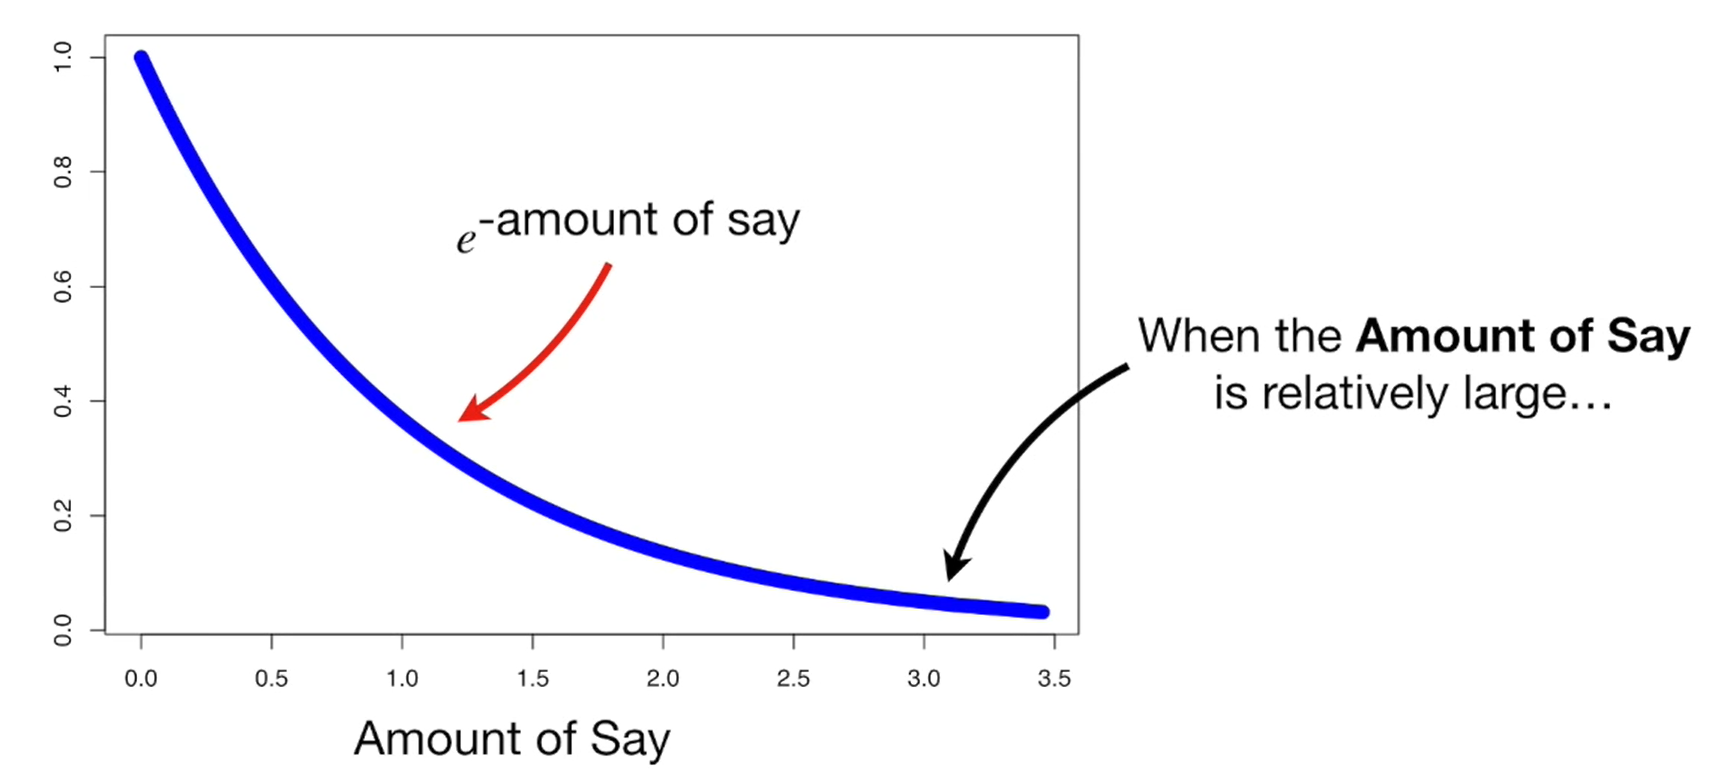 1.0
0.8
0.6
0.4
0.2
0.0
e-amount of say
When the Amount of Say
is relatively large…
0.0 0.5 1.0 1.5 2.0 2.5 3.0 3.5
Amount of Say